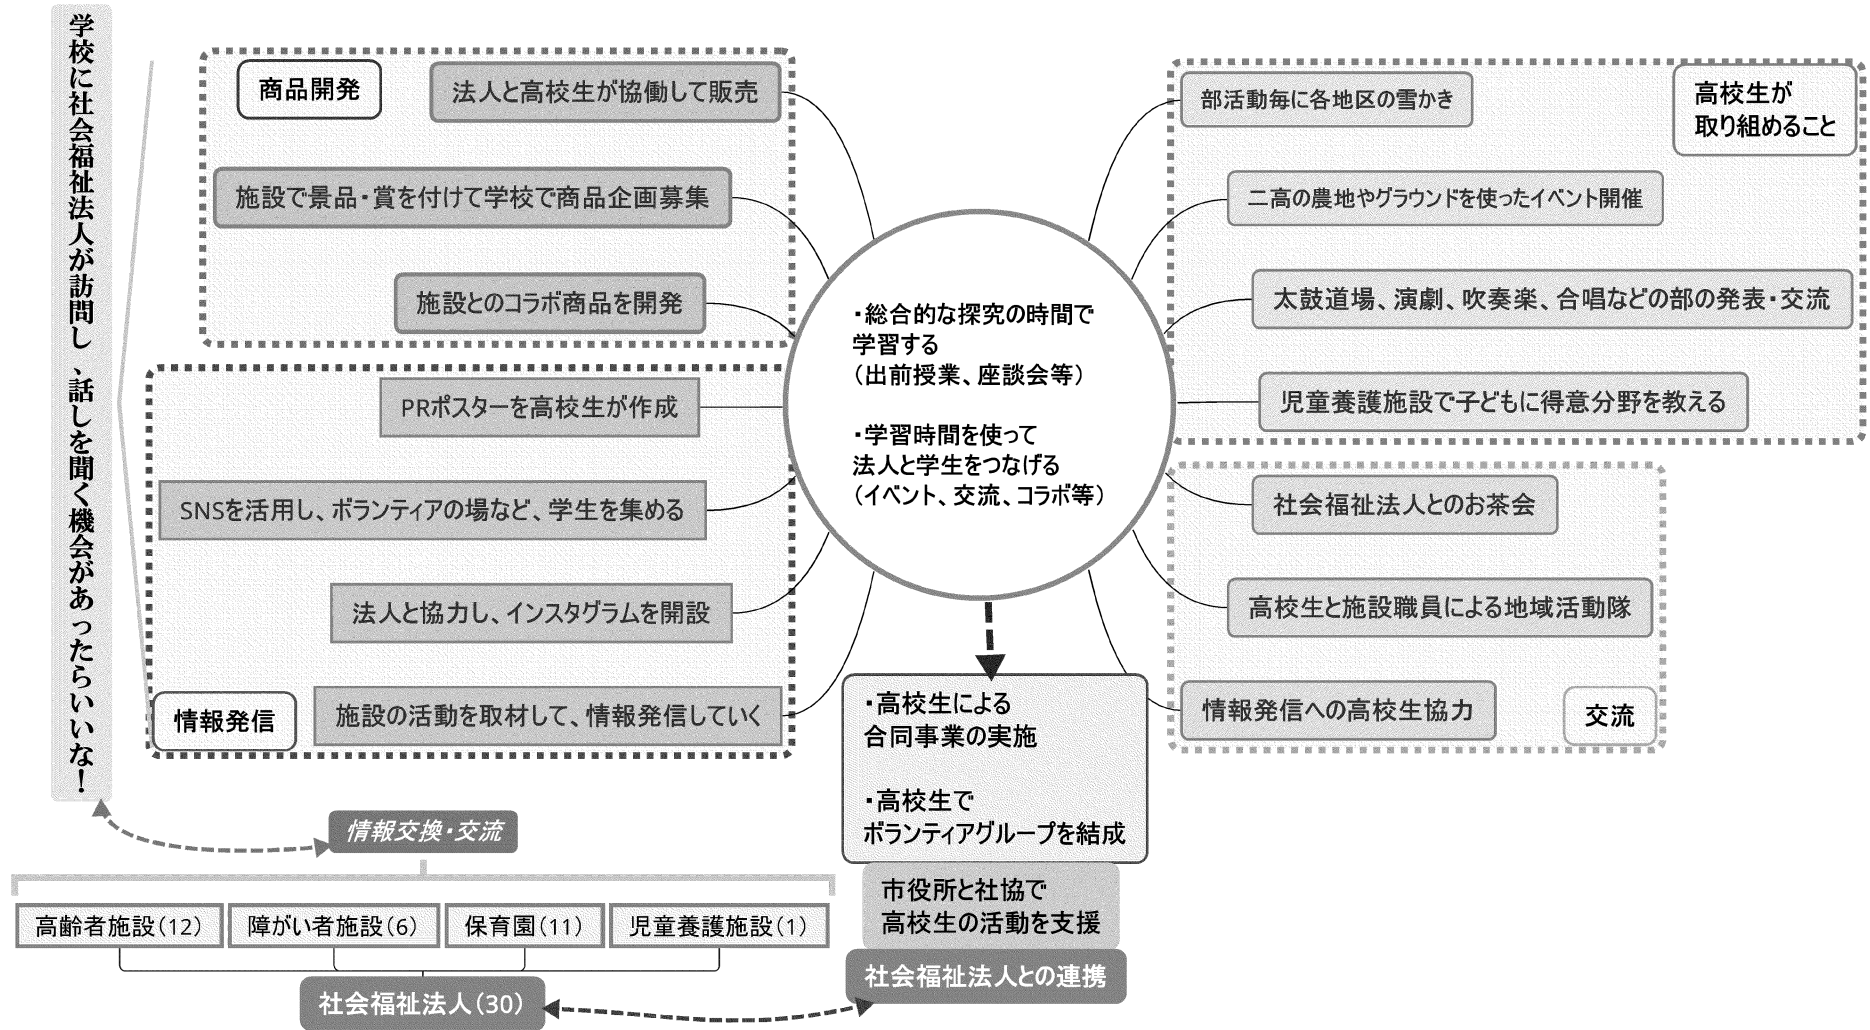 学校に社会福祉法人が訪問し、話しを聞く機会があったらいいな！
商品開発
法人と高校生が協働して販売
施設で景品・賞を付けて学校で商品企画募集
施設とのコラボ商品を開発
PRポスターを高校生が作成
SNSを活用し、ボランティアの場など、学生を集める
法人と協力し、インスタグラムを開設
情報発信
施設の活動を取材して、情報発信していく
・総合的な探究の時間で
学習する
（出前授業、座談会等）
・学習時間を使って
法人と学生をつなげる
（イベント、交流、コラボ等）
部活動毎に各地区の雪かき
高校生が
取り組めること
二高の農地やグラウンドを使ったイベント開催
太鼓道場、演劇、吹奏楽、合唱などの部の発表・交流
児童養護施設で子どもに得意分野を教える
社会福祉法人とのお茶会
高校生と施設職員による地域活動隊
情報発信への高校生協力
交流
・高校生による
合同事業の実施
・高校生で
ボランティアグループを結成
市役所と社協で
高校生の活動を支援
社会福祉法人との連携
情報交換・交流
高齢者施設（12）
障がい者施設（6）
保育園（11）
児童養護施設（1）
社会福祉法人（30）